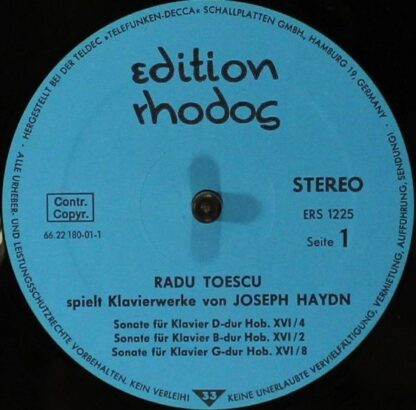 HERGESTELLT BEI DER TELDEC »TELEFUNKEN-DECCA« SCHALLPLATTEN GMBH., HAMBURG 19, GERMANY ·
edition
rhodos
Contr.
Copyr.
66.22 180-01-1
STEREO
ERS 1225
Seite 1
RADU TOESCU
spielt Klavierwerke von JOSEPH HAYDN
Sonate für Klavier D-dur Hob. XVI/4
Sonate für Klavier B-dur Hob. XVI/2
Sonate für Klavier G-dur Hob. XVI/8
33
· ALLE URHEBER- UND LEISTUNGSSCHUTZRECHTE VORBEHALTEN. KEIN VERLEIH! KEINE UNERLAUBTE VERVIELFÄLTIGUNG, VERMIETUNG, AUFFÜHRUNG, SENDUNG!